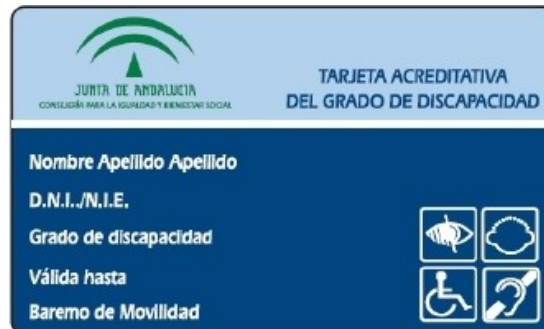 JUNTA DE ANDALUCIA
CONSEJERÍA PARA LA IGUALDAD Y BIENESTAR SOCIAL
TARJETA ACREDITATIVA
DEL GRADO DE DISCAPACIDAD
Nombre Apellido Apellido
D.N.I../N.I.E.
Grado de discapacidad
Válida hasta
Baremo de Movilidad